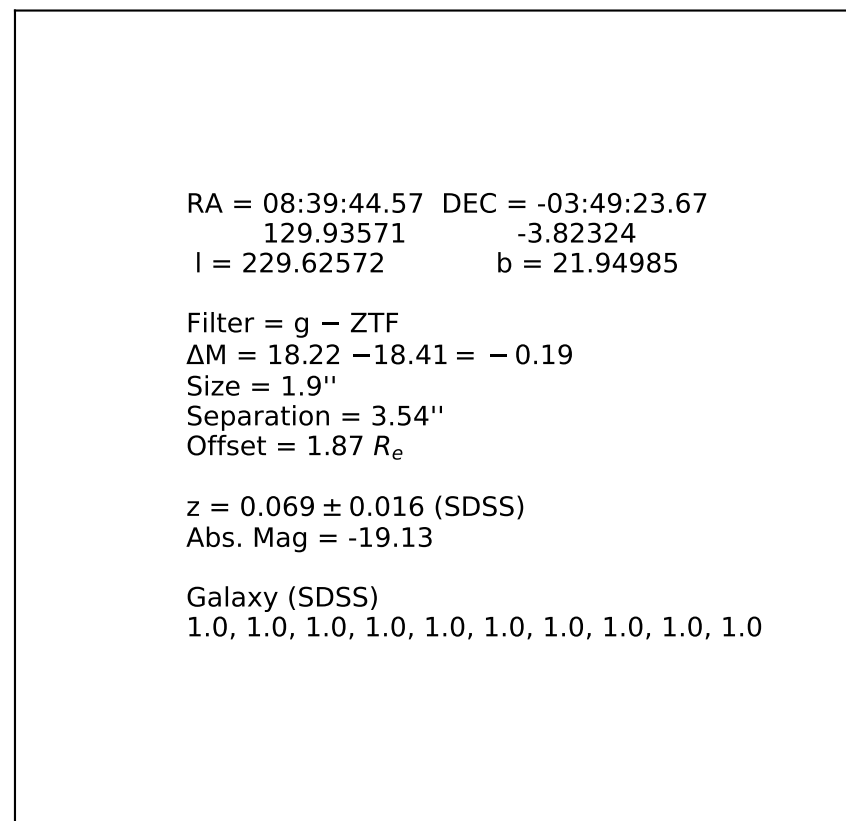 RA = 08:39:44.57 DEC = -03:49:23.67
129.93571 -3.82324
l = 229.62572 b = 21.94985
Filter = g − ZTF
ΔM = 18.22 −18.41 = − 0.19
Size = 1.9''
Separation = 3.54''
Offset = 1.87 Rₑ
z = 0.069 ± 0.016 (SDSS)
Abs. Mag = -19.13
Galaxy (SDSS)
1.0, 1.0, 1.0, 1.0, 1.0, 1.0, 1.0, 1.0, 1.0, 1.0